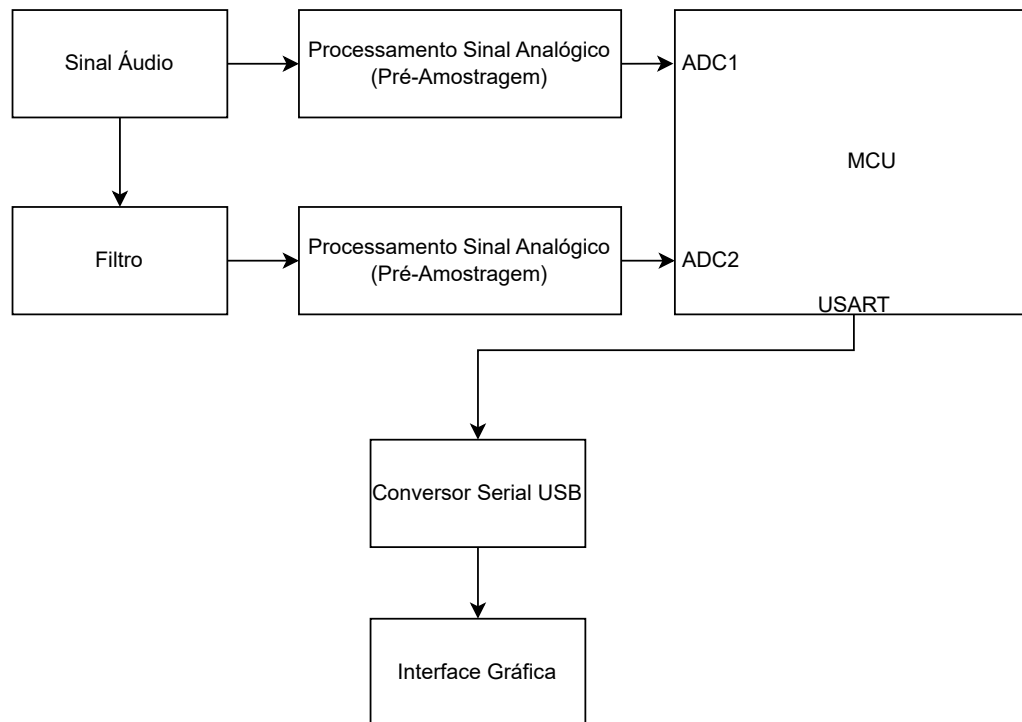 Sinal Áudio
Processamento Sinal Analógico
(Pré-Amostragem)
ADC1
MCU
Filtro
Processamento Sinal Analógico
(Pré-Amostragem)
ADC2
USART
Conversor Serial USB
Interface Gráfica